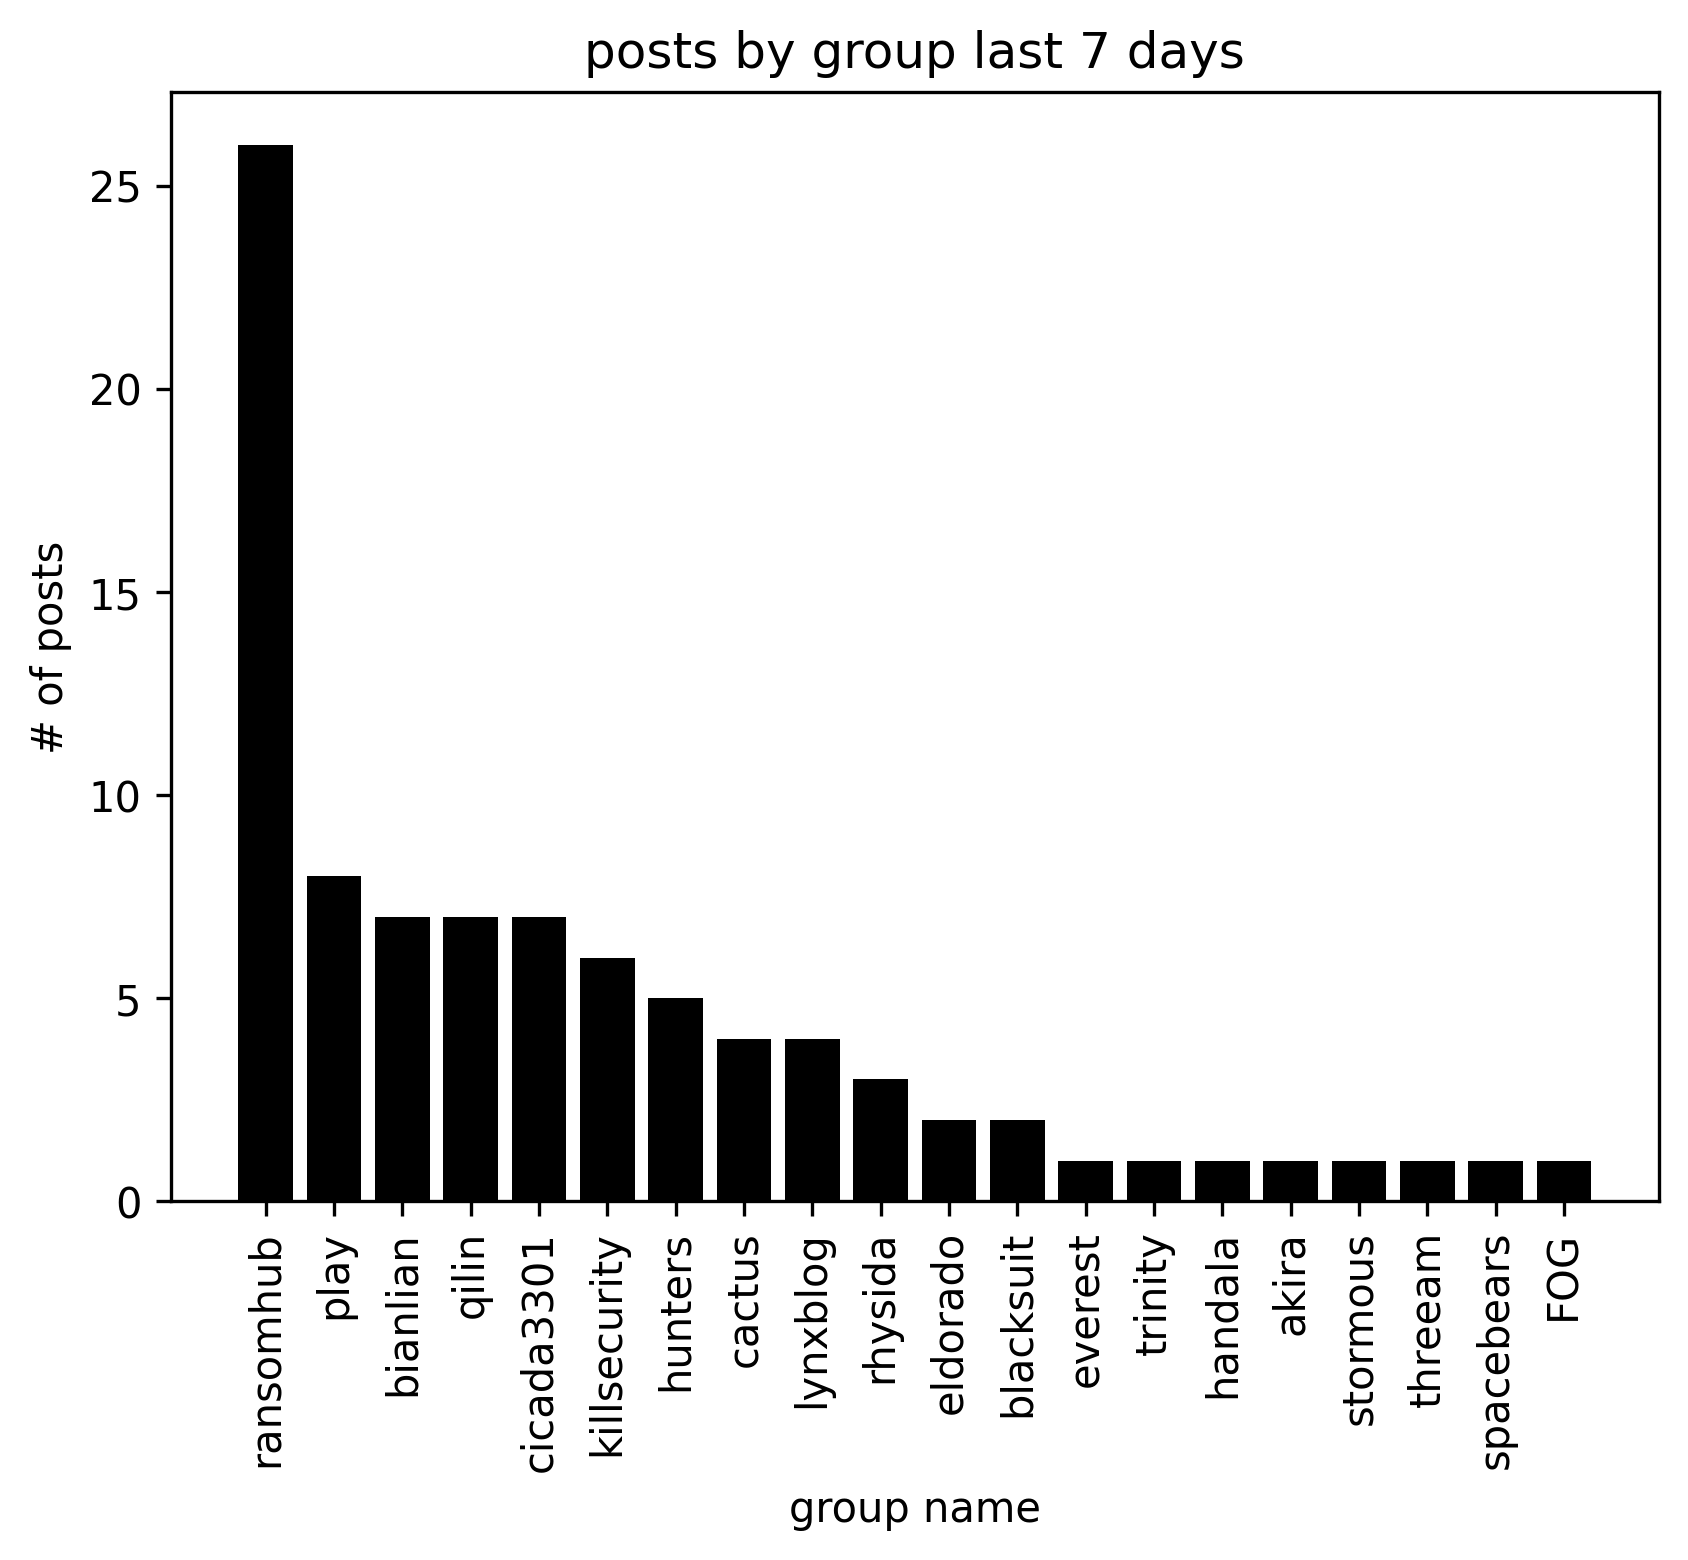 posts by group last 7 days
# of posts
25
20
15
10
5
0
ransomhub
play
bianlian
qilin
cicada3301
killsecurity
hunters
cactus
lynxblog
rhysida
eldorado
blacksuit
everest
trinity
handala
akira
stormous
threeam
spacebears
FOG
group name